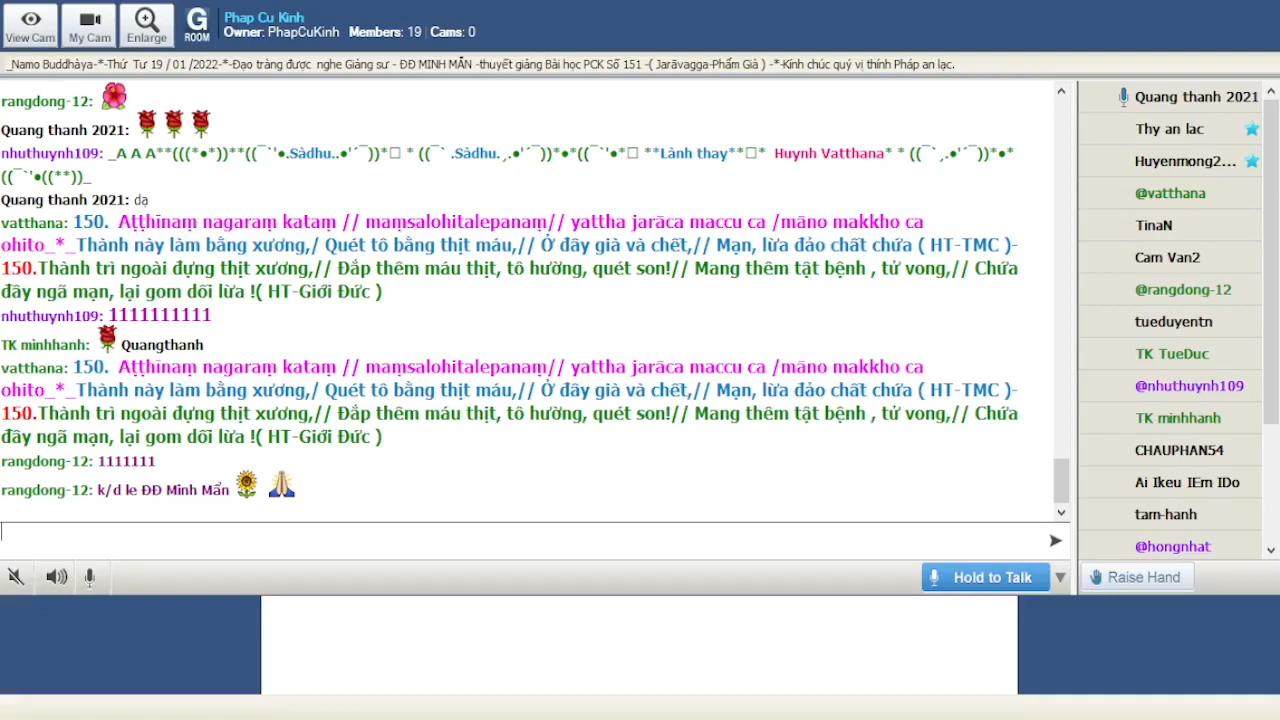 View Cam
My Cam
Enlarge
G
ROOM
Phap Cu Kinh
Owner: PhapCuKinh Members: 19 Cams: 0
_Namo Buddhàya-*-Thứ Tư 19 / 01 /2022-*-Đạo tràng được nghe Giảng sư - ĐĐ MINH MẪN -thuyết giảng Bài học PCK Số 151 -( Jarāvagga-Phẩm Già ) -*-Kính chúc quý vị thính Pháp an lạc.
rangdong-12:
Quang thanh 2021:
nhuthuynh109: _A A A**(((*•*))**((¯`'•.Sàdhu..•'´¯))*□ * ((¯` .Sàdhu.¸.•'´¯))*•*((¯`'•*□ **Lành thay**□* Huynh Vatthana* * ((¯`¸.•'´¯))*•*
((¯`'•((**))_
Quang thanh 2021: dạ
vatthana: 150. Aṭṭhīnaṃ nagaraṃ kataṃ // maṃsalohitalepanaṃ// yattha jarāca maccu ca /māno makkho ca
ohito_*_Thành này làm bằng xương,/ Quét tô bằng thịt máu,// Ở đây già và chết,// Mạn, lừa đảo chất chứa ( HT-TMC )-
150.Thành trì ngoài đựng thịt xương,// Đắp thêm máu thịt, tô hường, quét son!// Mang thêm tật bệnh , tử vong,// Chứa
đầy ngã mạn, lại gom dối lừa !( HT-Giới Đức )
nhuthuynh109: 1111111111
TK minhhanh: Quangthanh
vatthana: 150. Aṭṭhīnaṃ nagaraṃ kataṃ // maṃsalohitalepanaṃ// yattha jarāca maccu ca /māno makkho ca
ohito_*_Thành này làm bằng xương,/ Quét tô bằng thịt máu,// Ở đây già và chết,// Mạn, lừa đảo chất chứa ( HT-TMC )-
150.Thành trì ngoài đựng thịt xương,// Đắp thêm máu thịt, tô hường, quét son!// Mang thêm tật bệnh , tử vong,// Chứa
đầy ngã mạn, lại gom dối lừa !( HT-Giới Đức )
rangdong-12: 1111111
rangdong-12: k/d le ĐĐ Minh Mẩn
Hold to Talk
Quang thanh 2021
Thy an lac
Huyenmong2...
@vatthana
TinaN
Cam Van2
@rangdong-12
tueduyentn
TK TueDuc
@nhuthuynh109
TK minhhanh
CHAUPHAN54
Ai Ikeu IEm IDo
tam-hanh
@hongnhat
Raise Hand